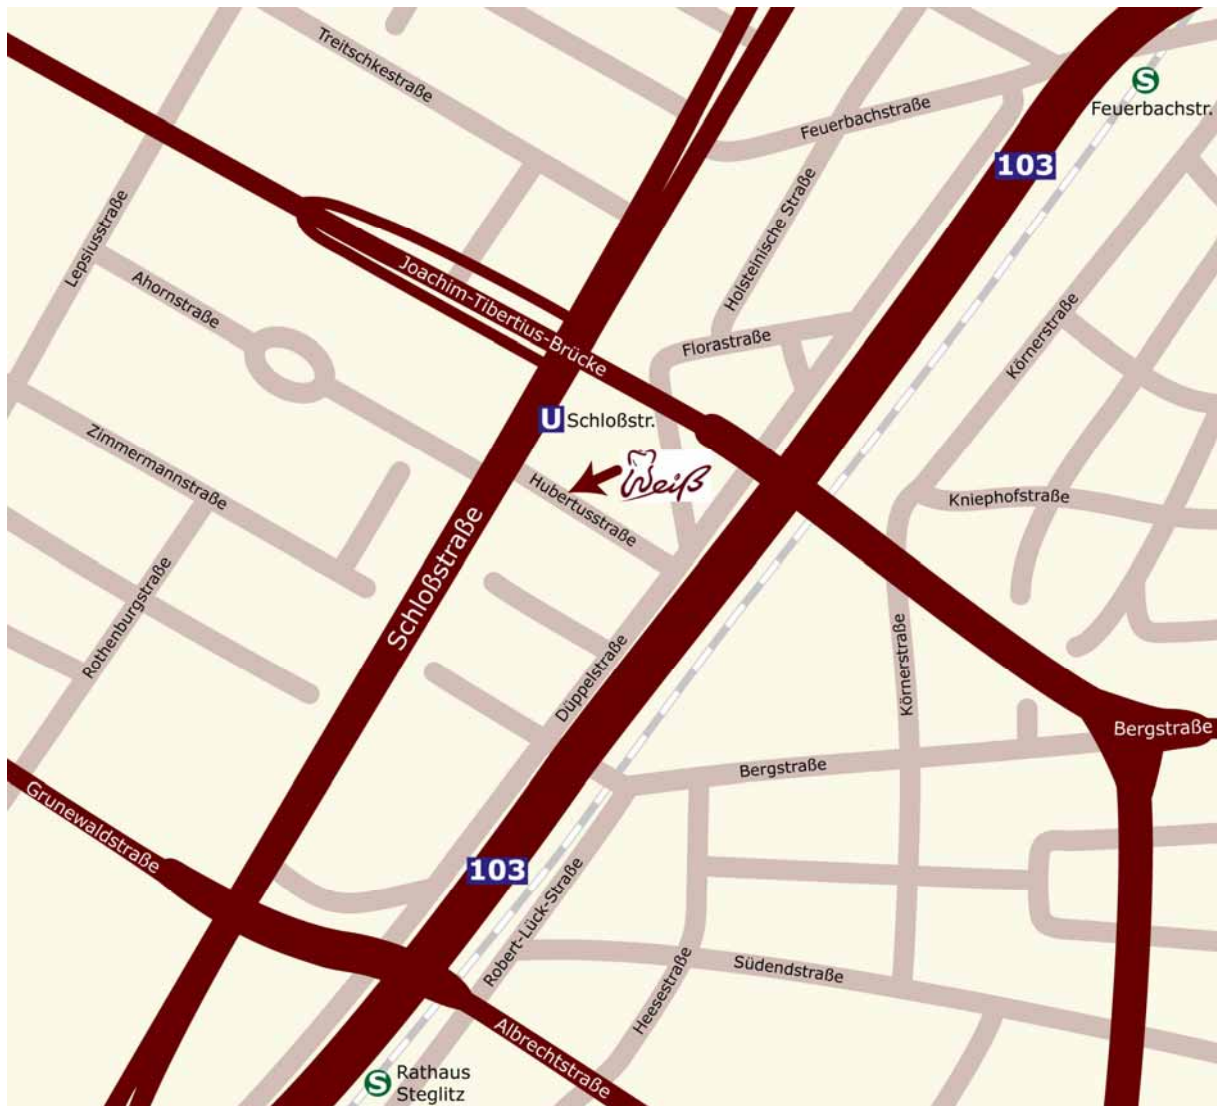 Treitschkestraße
S
Feuerbachstr.
Feuerbachstraße
103
Lepsiusstraße
Holsteinische Straße
Joachim-Tibertius-Brücke
Ahornstraße
Körnerstraße
Florastraße
U Schloßstr.
Weiß
Zimmermannstraße
Hubertusstraße
Kniephofstraße
Schloßstraße
Rothenburgstraße
Düppelstraße
Körnerstraße
Bergstraße
Bergstraße
Grunewaldstraße
103
Robert-Lück-Straße
Südendstraße
Heesestraße
Albrechtstraße
S Rathaus
Steglitz